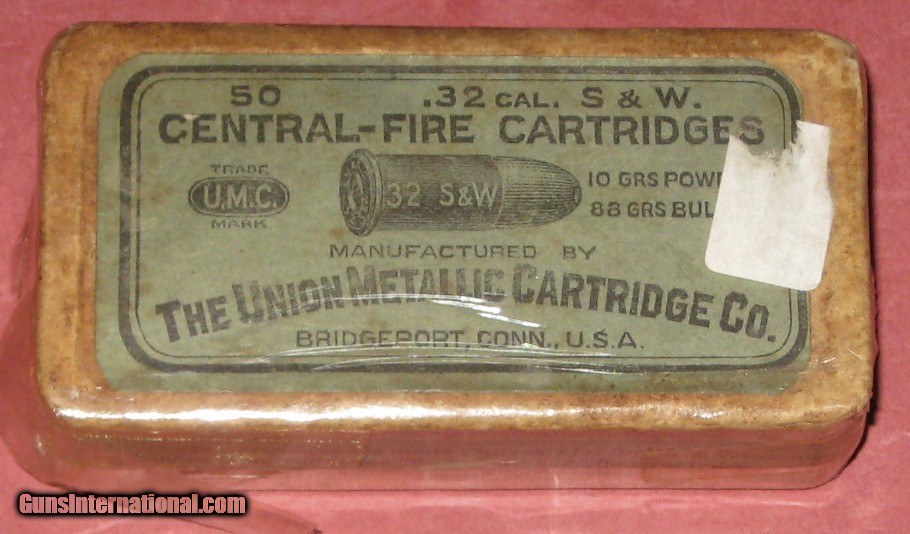 50 .32 CAL. S & W.
CENTRAL-FIRE CARTRIDGES
TRADE
U.M.C.
MARK
32 S&W
10 GRS
88 GRS
MANUFACTURED BY
THE UNION METALLIC CARTRIDGE CO.
BRIDGEPORT, CONN., U.S.A.
GunsInternational.com